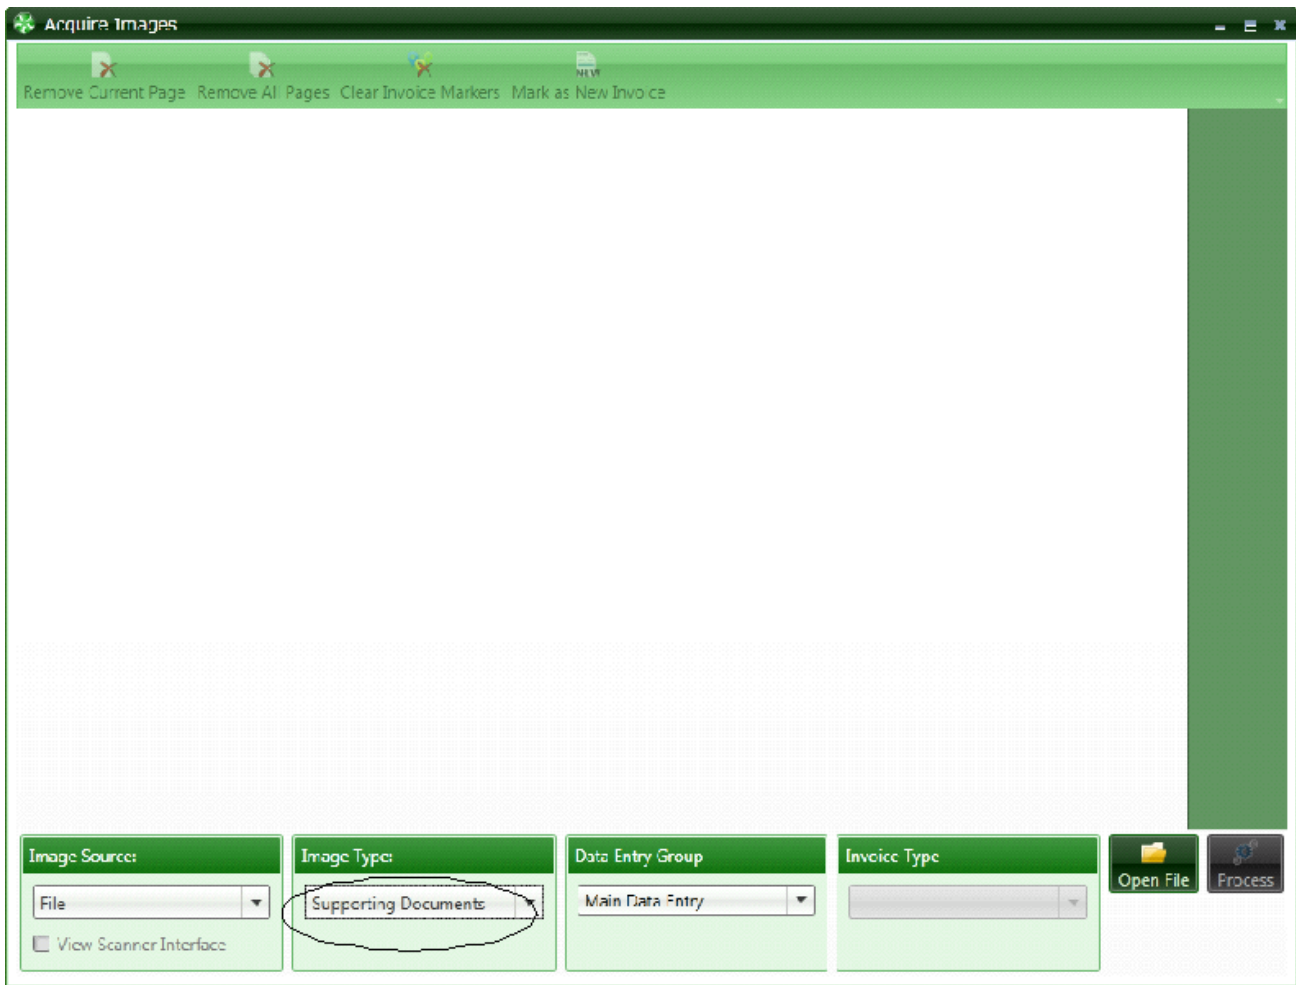 Acquire Images
Remove Current Page Remove All Pages Clear Invoice Markers Mark as New Invoice
NEW
Image Source:
Image Type:
Data Entry Group
Invoice Type
File
Supporting Documents
Main Data Entry
View Scanner Interface
Open File
Process